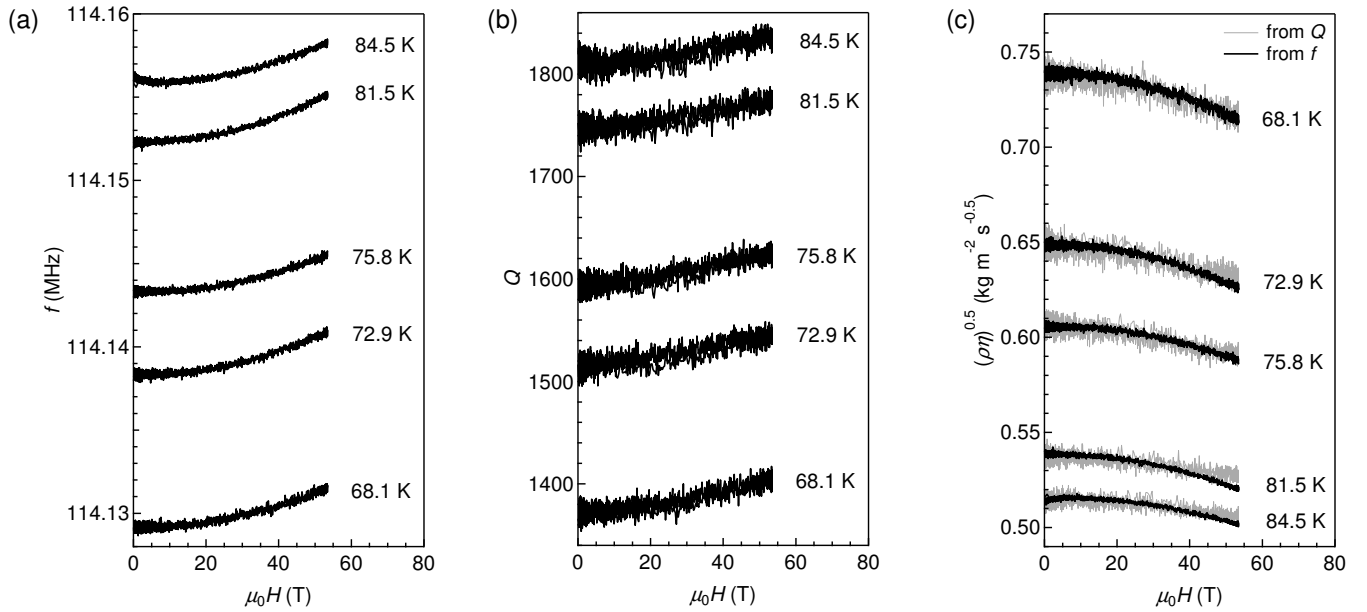 (a)
114.16
114.15
114.14
114.13
f (MHz)
84.5 K
81.5 K
75.8 K
72.9 K
68.1 K
0 20 40 60 80
μ₀H (T)
(b)
1800
1700
1600
1500
1400
Q
84.5 K
81.5 K
75.8 K
72.9 K
68.1 K
0 20 40 60 80
μ₀H (T)
(c)
from Q
from f
0.75
0.70
0.65
0.60
0.55
0.50
(ρη)^0.5 (kg m^-2 s^-0.5)
68.1 K
72.9 K
75.8 K
81.5 K
84.5 K
0 20 40 60 80
μ₀H (T)